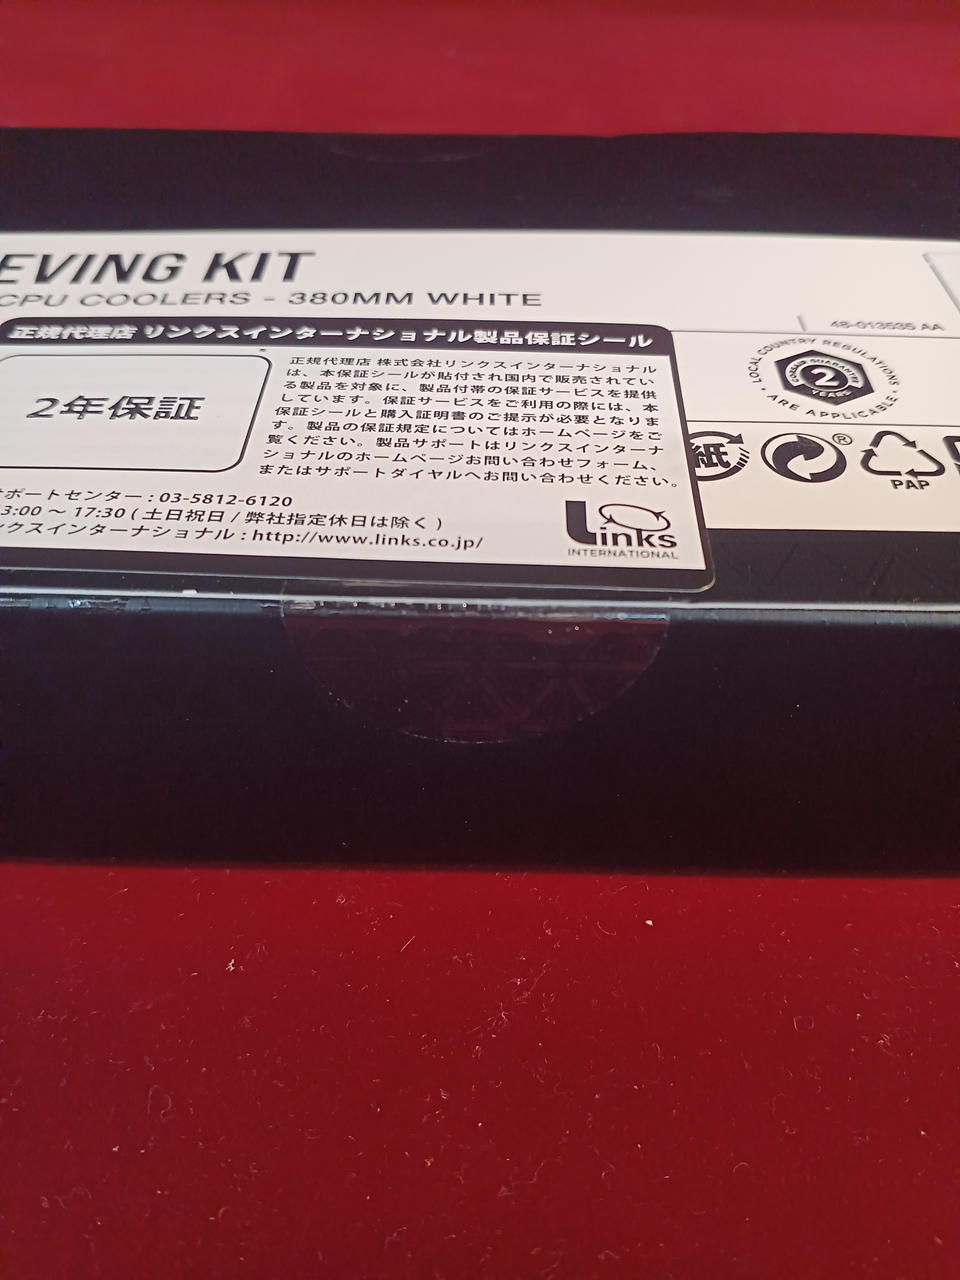 EVING KIT
CPU COOLERS - 380MM WHITE
48-013535 AA
正規代理店 リンクスインターナショナル製品保証シール
2年保証
正規代理店 株式会社リンクスインターナショナル
は、本保証シールが貼付され国内で販売されてい
る製品を対象に、製品付帯の保証サービスを提供
しています。保証サービスをご利用の際には、本
保証シールと購入証明書のご提示が必要となりま
す。製品の保証規定についてはホームページをご
覧ください。製品サポートはリンクスインターナ
ショナルのホームページお問い合わせフォーム、
またはサポートダイヤルへお問い合わせください。
ポートセンター : 03-5812-6120
3:00 〜 17:30 ( 土日祝日 / 弊社指定休日は除く )
ンクスインターナショナル : http://www.links.co.jp/
Links
INTERNATIONAL
LOCAL COUNTRY REGULATIONS
CORSAIR GUARANTEE
2
YEARS
ARE APPLICABLE
紙
®
PAP